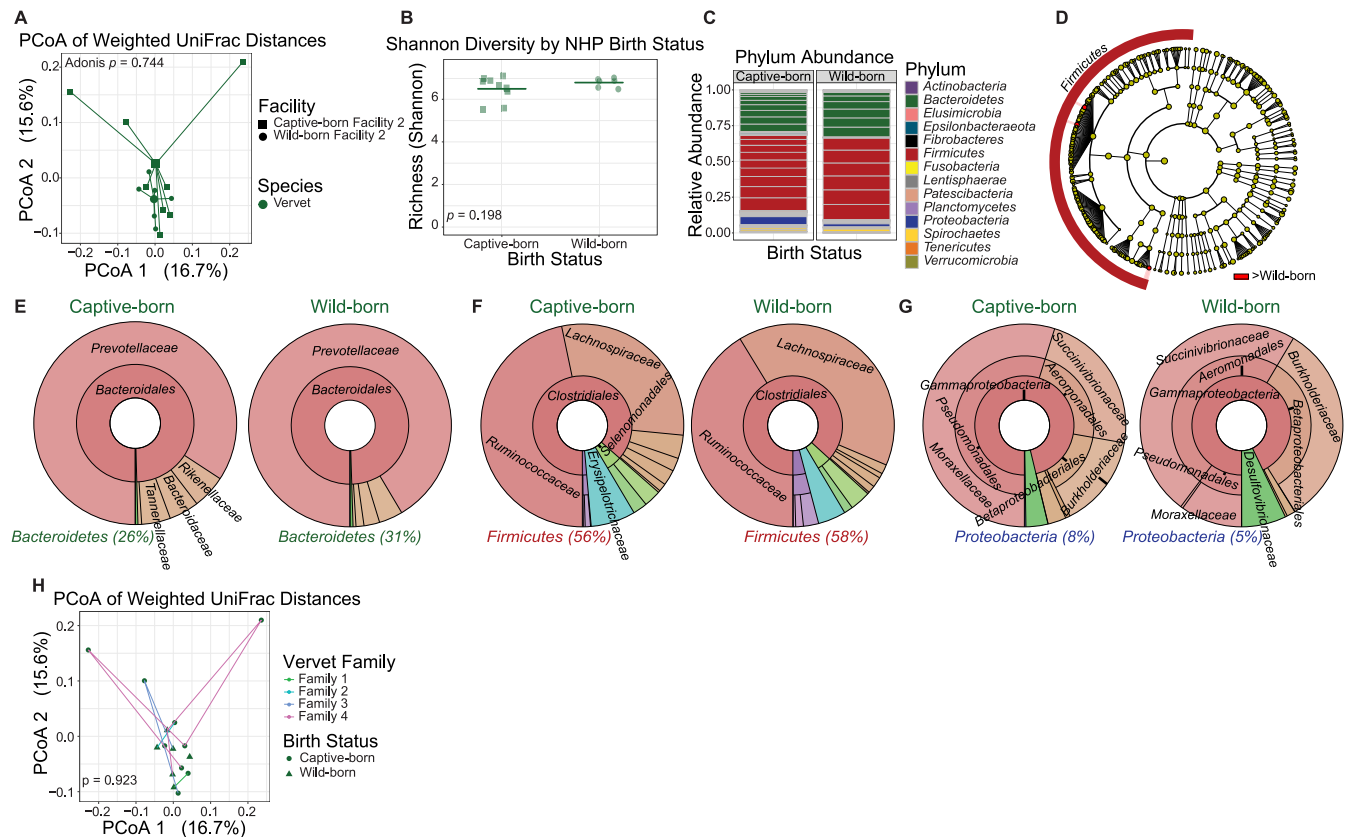 A
PCoA of Weighted UniFrac Distances
Adonis p = 0.744
0.2
0.1
0.0
−0.1
PCoA 2 (15.6%)
−0.2 −0.1 0.0 0.1 0.2
PCoA 1 (16.7%)
Facility
Captive-born Facility 2
Wild-born Facility 2
Species
Vervet
B
Shannon Diversity by NHP Birth Status
Richness (Shannon)
6
4
2
0
p = 0.198
Captive-born Wild-born
Birth Status
C
Phylum Abundance
Captive-born Wild-born
Relative Abundance
1.00
0.75
0.50
0.25
0.00
Birth Status
Phylum
Actinobacteria
Bacteroidetes
Elusimicrobia
Epsilonbacteraeota
Fibrobacteres
Firmicutes
Fusobacteria
Lentisphaerae
Patescibacteria
Planctomycetes
Proteobacteria
Spirochaetes
Tenericutes
Verrucomicrobia
D
Firmicutes
>Wild-born
E
Captive-born
Prevotellaceae
Bacteroidales
Rikenellaceae
Bacteroidaceae
Tannerellaceae
Bacteroidetes (26%)
Wild-born
Prevotellaceae
Bacteroidales
Bacteroidetes (31%)
F
Captive-born
Lachnospiraceae
Clostridiales
Selenomonadales
Ruminococcaceae
Erysipelotrichaceae
Firmicutes (56%)
Wild-born
Lachnospiraceae
Clostridiales
Ruminococcaceae
Firmicutes (58%)
G
Captive-born
Succinivibrionaceae
Aeromonadales
Gammaproteobacteria
Pseudomonadales
Moraxellaceae
Betaproteobacteriales
Burkholderiaceae
Proteobacteria (8%)
Wild-born
Succinivibrionaceae
Aeromonadales
Gammaproteobacteria
Burkholderiaceae
Betaproteobacteriales
Pseudomonadales
Moraxellaceae
Desulfovibrionaceae
Proteobacteria (5%)
H
PCoA of Weighted UniFrac Distances
0.2
0.1
0.0
−0.1
PCoA 2 (15.6%)
p = 0.923
−0.2 −0.1 0.0 0.1 0.2
PCoA 1 (16.7%)
Vervet Family
Family 1
Family 2
Family 3
Family 4
Birth Status
Captive-born
Wild-born